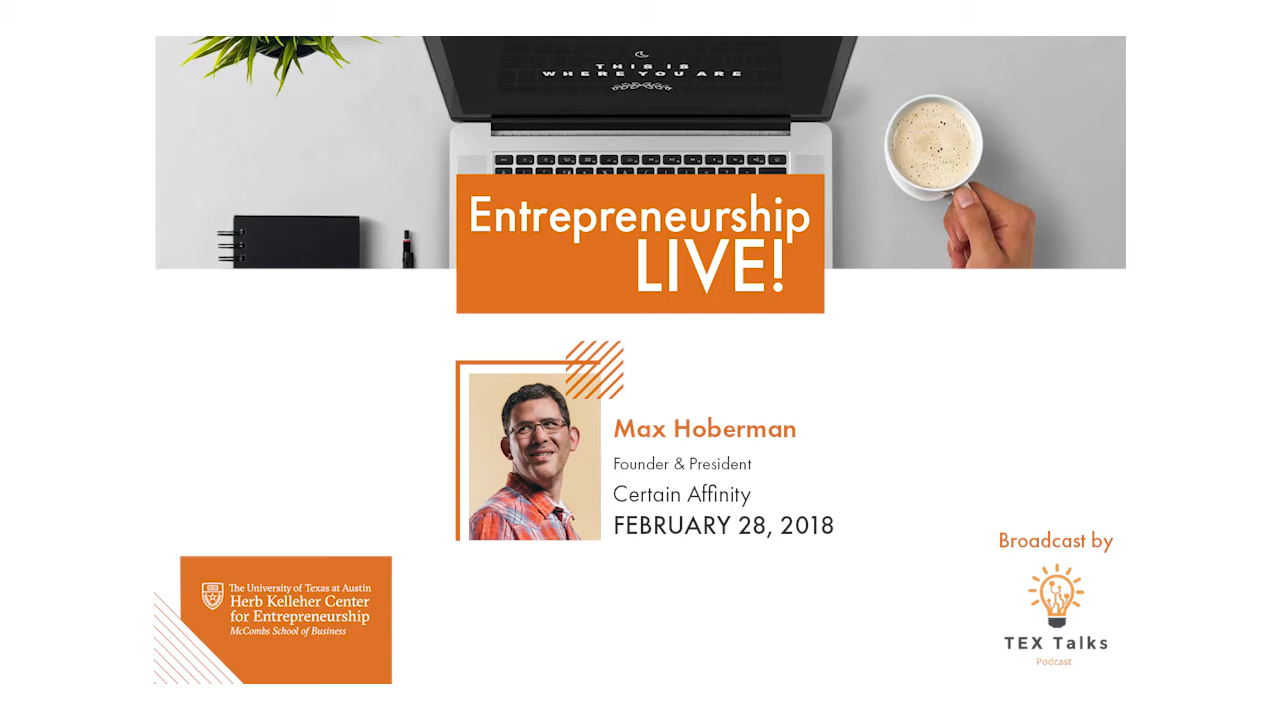 THIS IS
WHERE YOU ARE
Entrepreneurship
LIVE!
Max Hoberman
Founder & President
Certain Affinity
FEBRUARY 28, 2018
Broadcast by
TEX Talks
Podcast
The University of Texas at Austin
Herb Kelleher Center
for Entrepreneurship
McCombs School of Business